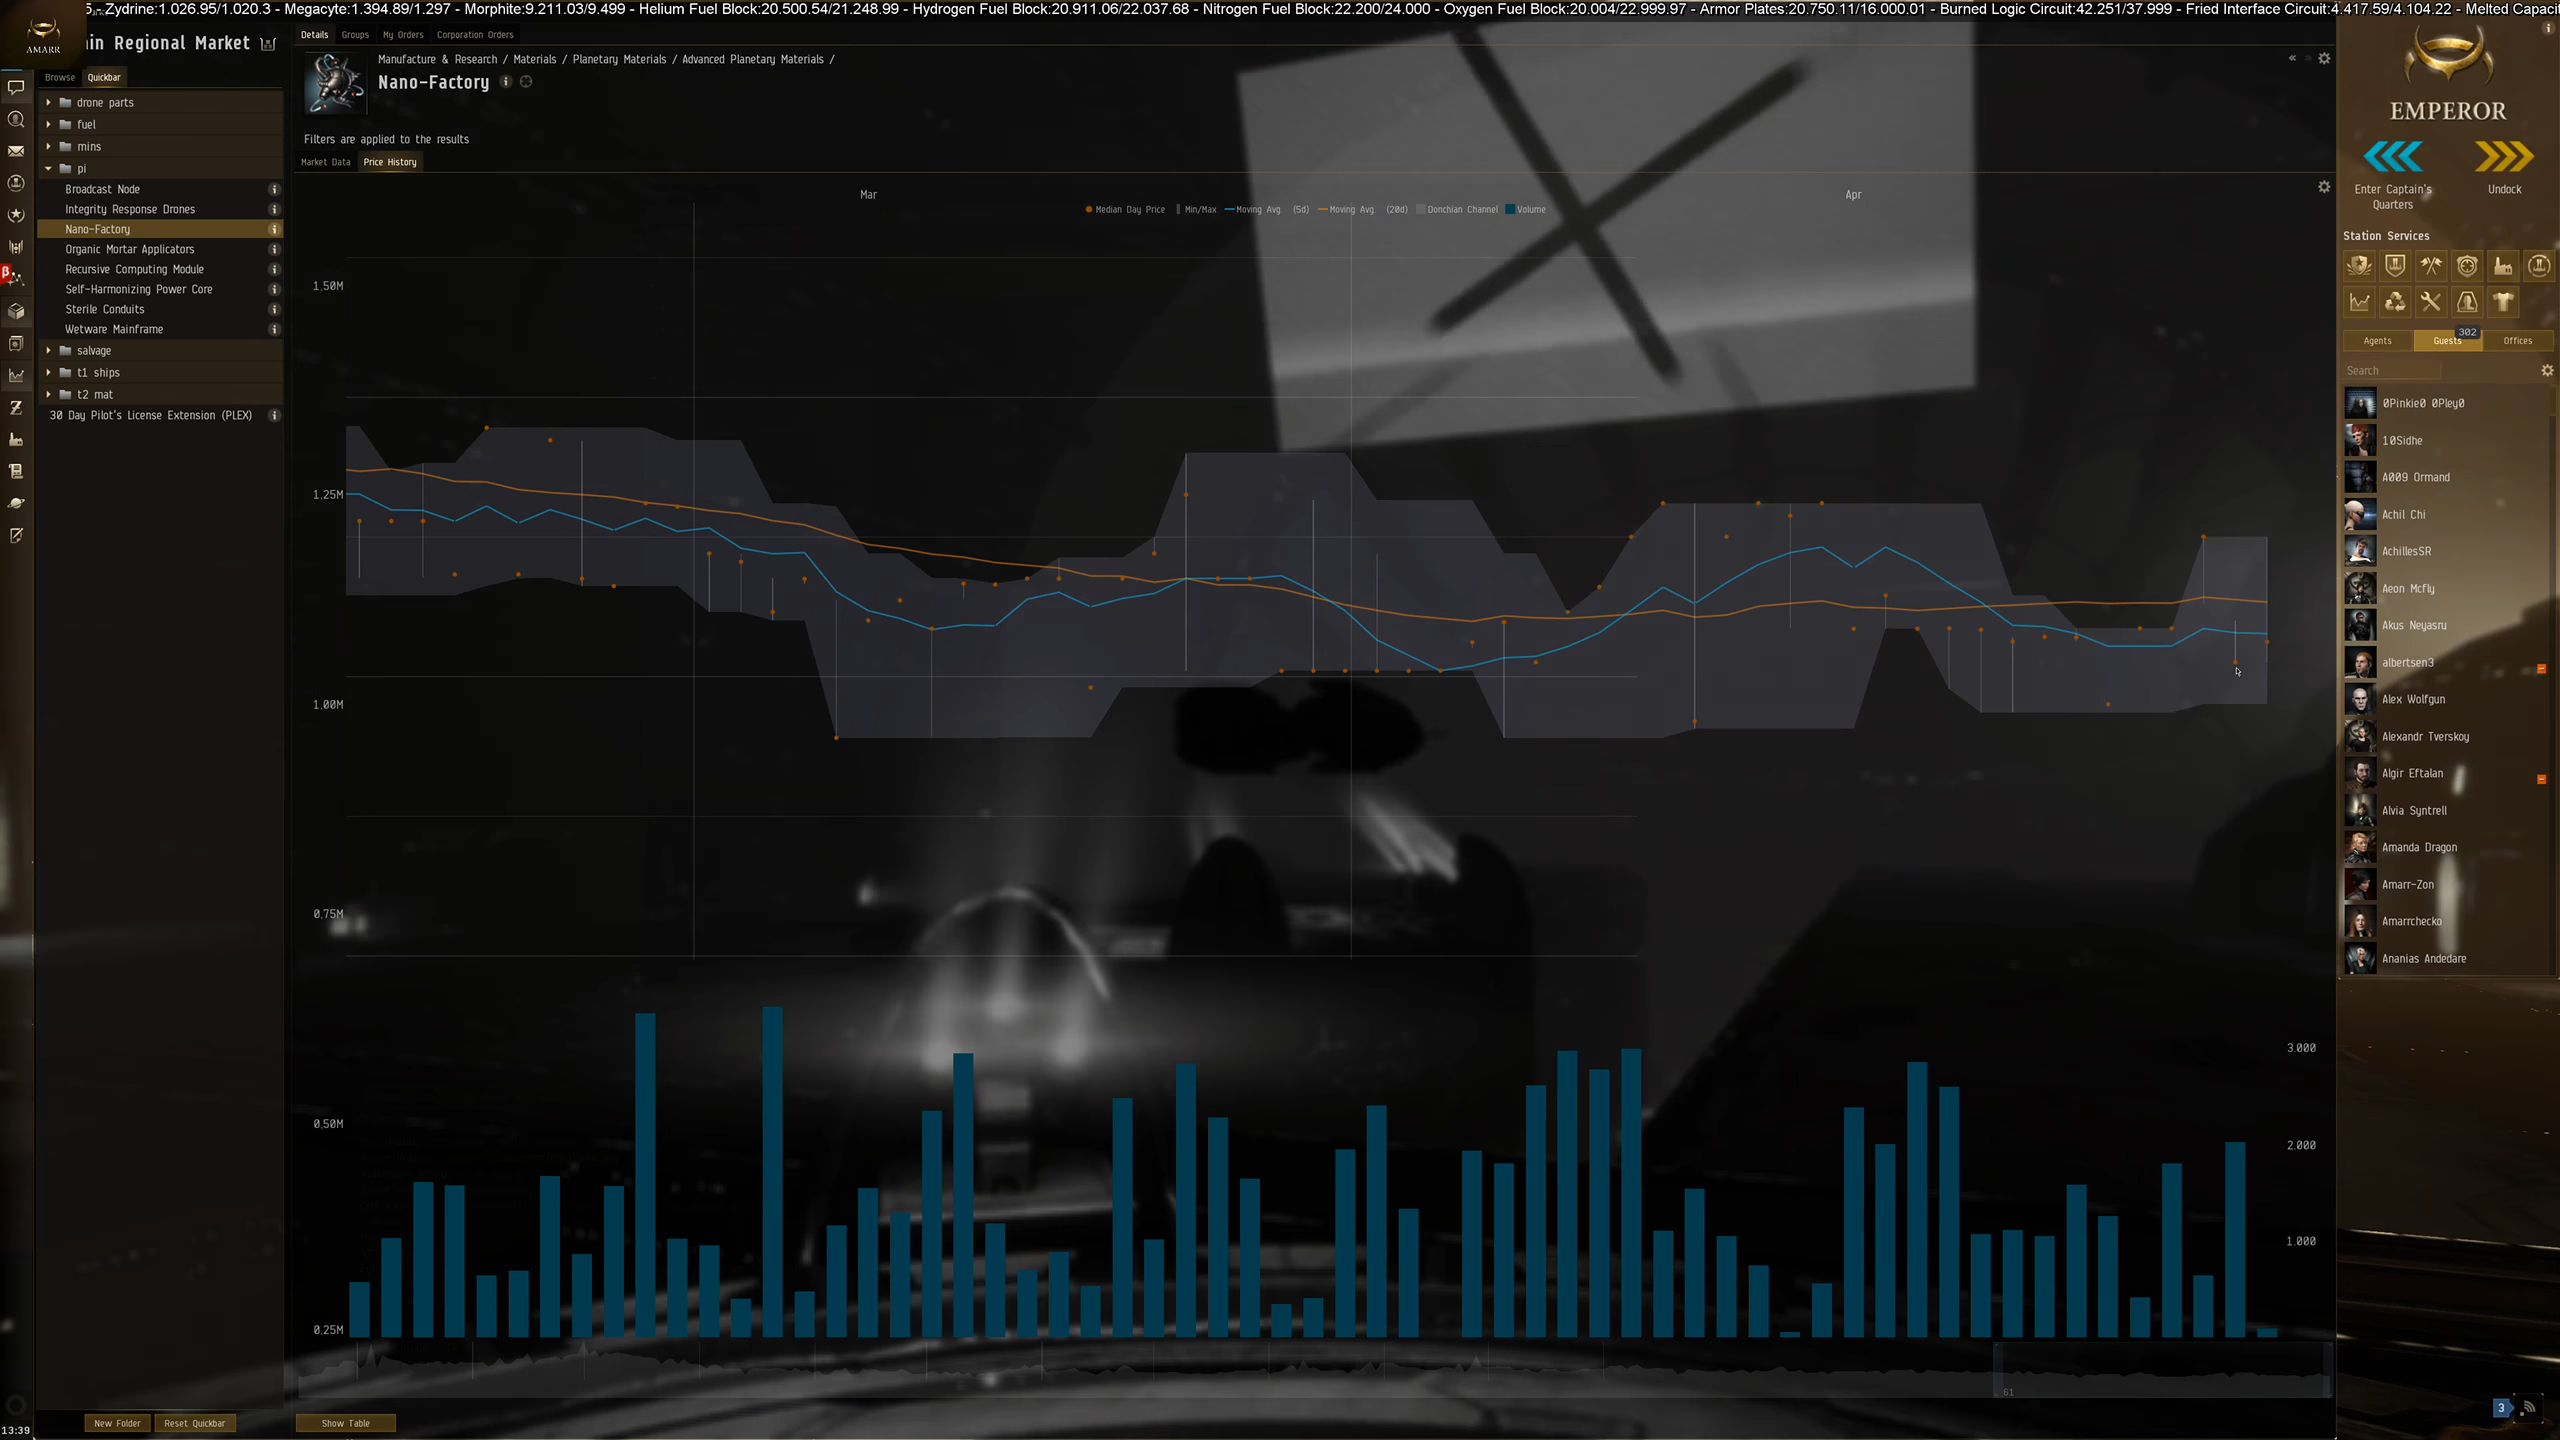 5 - Zydrine:1.026.95/1.020.3 - Megacyte:1.394.89/1.297 - Morphite:9.211.03/9.499 - Helium Fuel Block:20.500.54/21.248.99 - Hydrogen Fuel Block:20.911.06/22.037.68 - Nitrogen Fuel Block:22.200/24.000 - Oxygen Fuel Block:20.004/22.999.97 - Armor Plates:20.750.11/16.000.01 - Burned Logic Circuit:42.251/37.999 - Fried Interface Circuit:4.417.59/4.104.22 - Melted Capacit
AMARR
in Regional Market
Browse Quickbar
drone parts
fuel
mins
pi
Broadcast Node
Integrity Response Drones
Nano-Factory
Organic Mortar Applicators
Recursive Computing Module
Self-Harmonizing Power Core
Sterile Conduits
Wetware Mainframe
salvage
t1 ships
t2 mat
30 Day Pilot's License Extension (PLEX)
New Folder Reset Quickbar
β
13:39
Details Groups My Orders Corporation Orders
Manufacture & Research / Materials / Planetary Materials / Advanced Planetary Materials /
Nano-Factory
Filters are applied to the results
Market Data Price History
Mar Apr
Median Day Price Min/Max Moving Avg. (5d) Moving Avg. (20d) Donchian Channel Volume
1,50M
1,25M
1,00M
0,75M
0,50M
0,25M
3.000
2.000
1.000
61
Show Table
EMPEROR
Enter Captain's Quarters
Undock
Station Services
302
Agents Guests Offices
Search
0Pinkie0 0Pley0
10Sidhe
A009 Ormand
Achil Chi
AchillesSR
Aeon Mcfly
Akus Neyasru
albertsen3
Alex Wolfgun
Alexandr Tverskoy
Algir Eftalan
Alvia Syntrell
Amanda Dragon
Amarr-Zon
Amarrchecko
Ananias Andedare
3